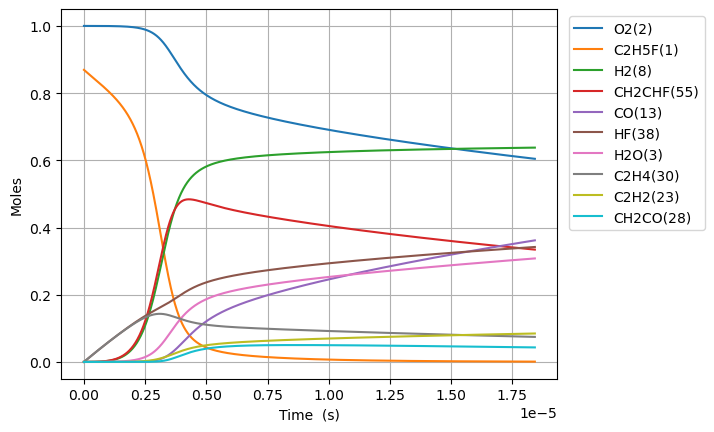 1.0
0.8
0.6
0.4
0.2
0.0
Moles
0.00
0.25
0.50
0.75
1.00
1.25
1.50
1.75
1e−5
Time (s)
O2(2)
C2H5F(1)
H2(8)
CH2CHF(55)
CO(13)
HF(38)
H2O(3)
C2H4(30)
C2H2(23)
CH2CO(28)